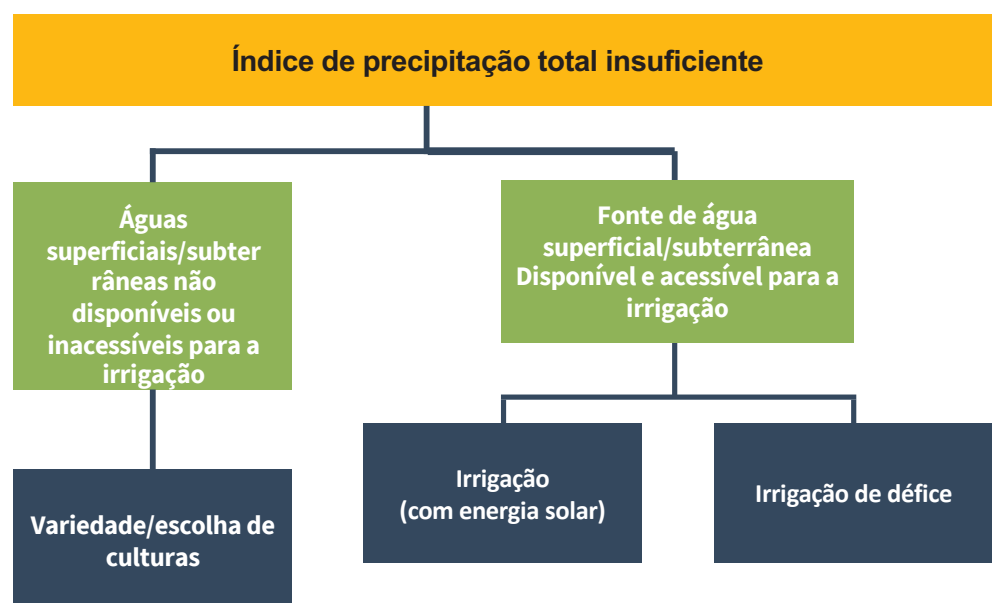 Índice de precipitação total insuficiente
Águas
superficiais/subter
râneas não
disponíveis ou
inacessíveis para a
irrigação
Fonte de água
superficial/subterrânea
Disponível e acessível para a
irrigação
Variedade/escolha de
culturas
Irrigação
(com energia solar)
Irrigação de défice